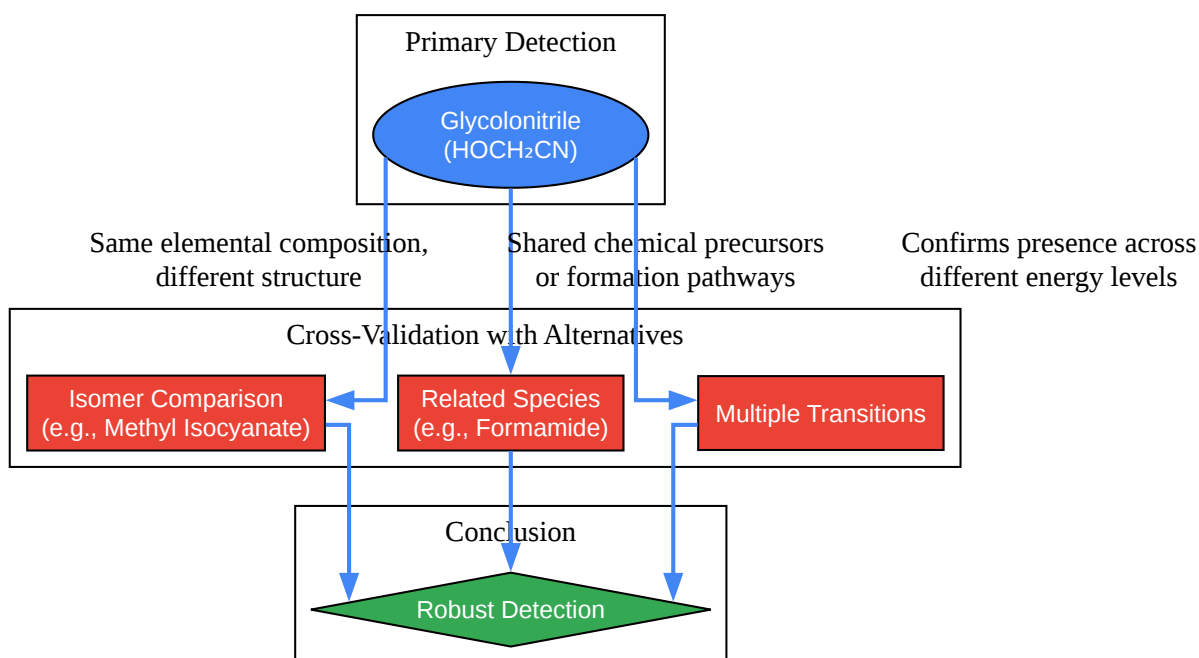 Primary Detection
Glycolonitrile
(HOCH₂CN)
Same elemental composition,
different structure
Shared chemical precursors
or formation pathways
Confirms presence across
different energy levels
Cross-Validation with Alternatives
Isomer Comparison
(e.g., Methyl Isocyanate)
Related Species
(e.g., Formamide)
Multiple Transitions
Conclusion
Robust Detection